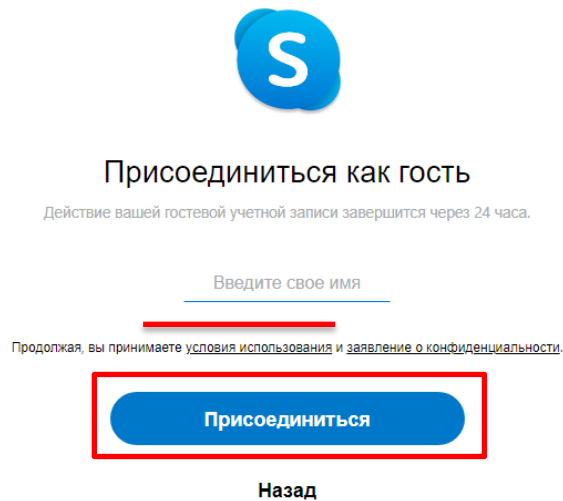 S
Присоединиться как гость
Действие вашей гостевой учетной записи завершится через 24 часа.
Введите свое имя
Продолжая, вы принимаете условия использования и заявление о конфиденциальности.
Присоединиться
Назад